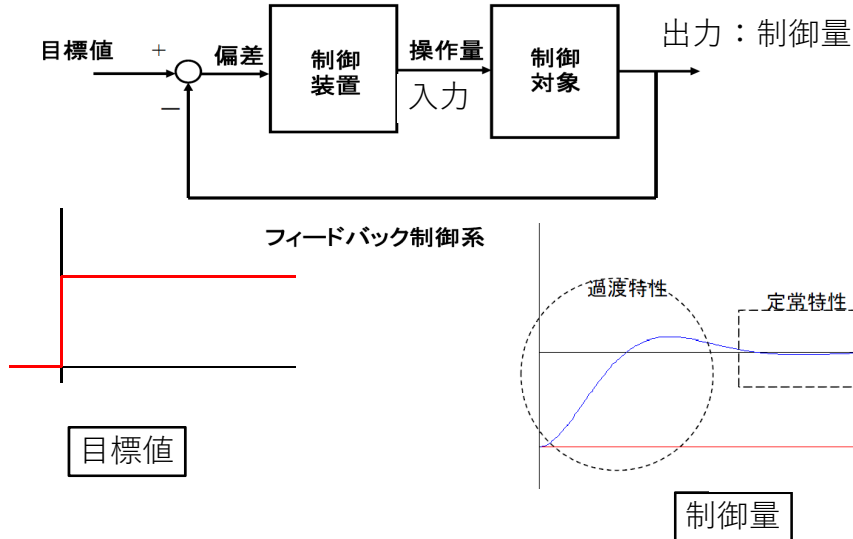 目標値
+
偏差
制御
装置
操作量
入力
制御
対象
出力：制御量
−
フィードバック制御系
過渡特性
定常特性
目標値
制御量